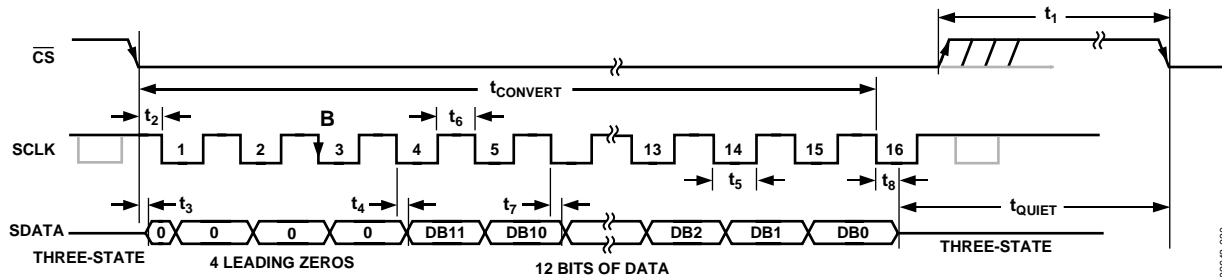 t1
CS
tCONVERT
t2 B t6
SCLK 1 2 3 4 5 13 14 15 16
t5 t8
t3 t4 t7 tQUIET
SDATA 0 0 0 0 DB11 DB10 DB2 DB1 DB0
THREE-STATE THREE-STATE
4 LEADING ZEROS 12 BITS OF DATA